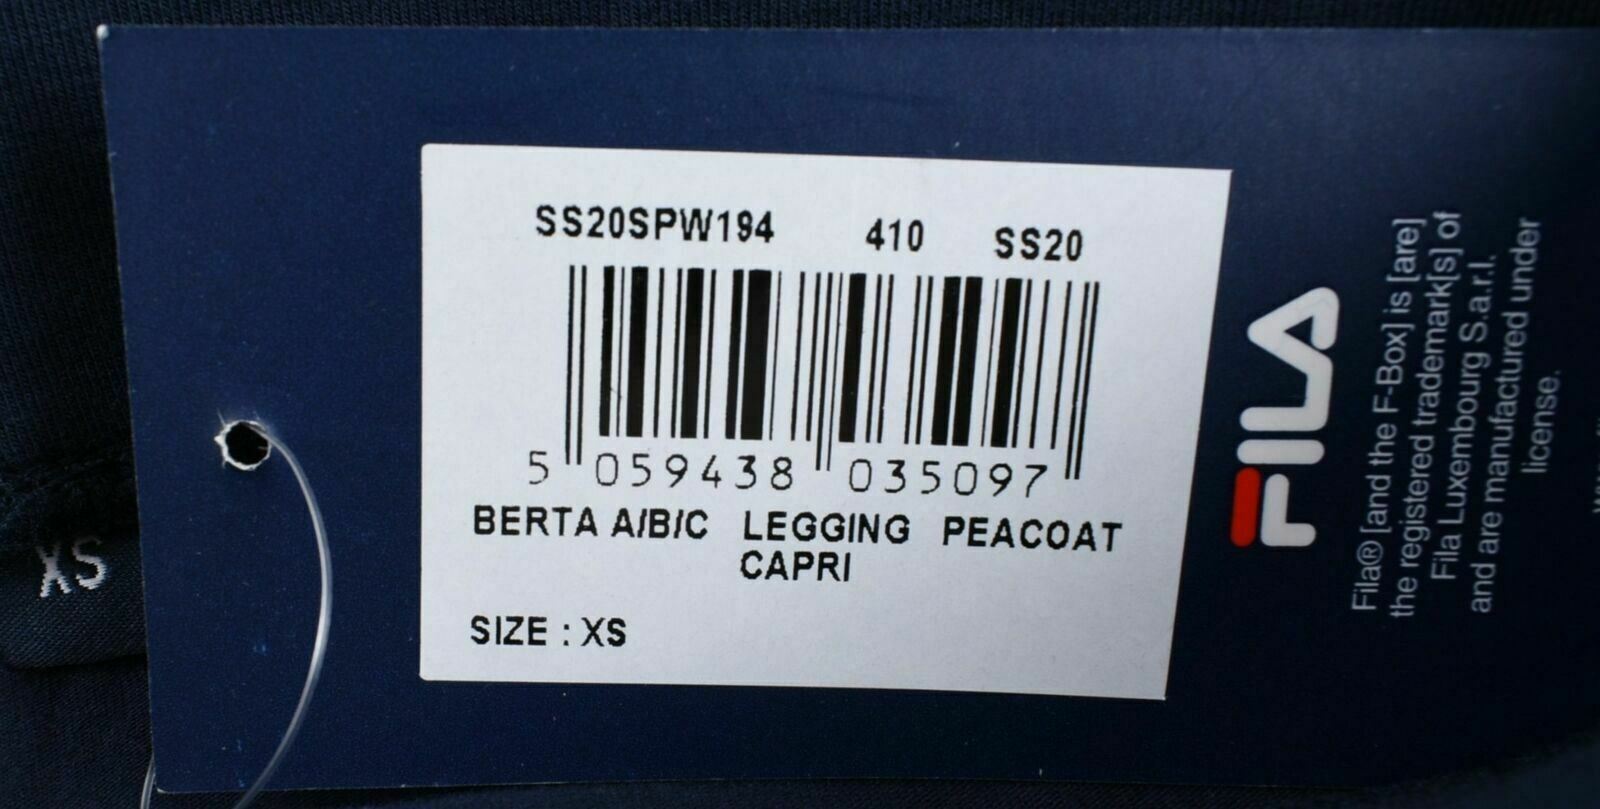 SS20SPW194 410 SS20
5 059438 035097
BERTA A/B/C LEGGING PEACOAT
CAPRI
SIZE : XS
FILA
Fila® [and the F-Box] is [are]
the registered trademark[s] of
Fila Luxembourg S.a.r.l.
and are manufactured under
license.
XS